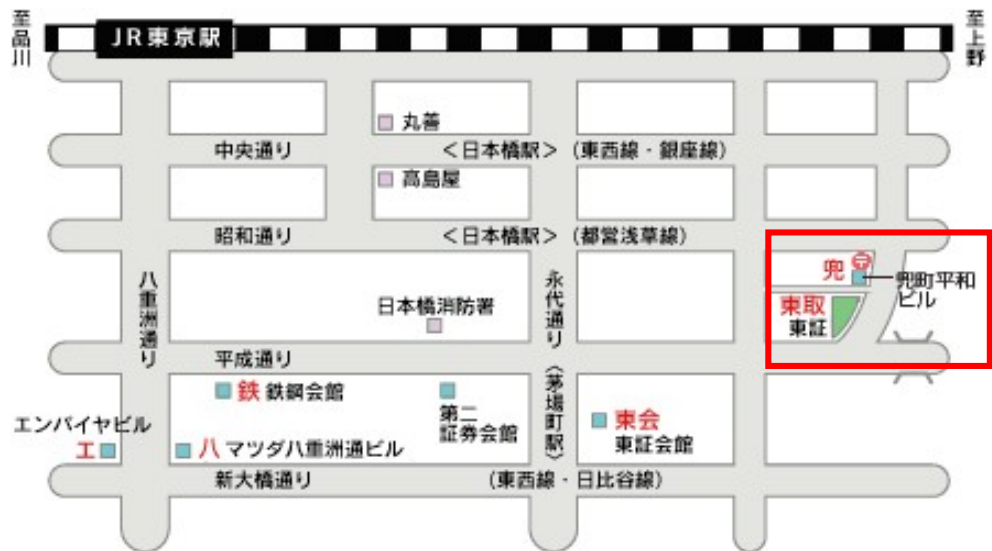 至品川
JR東京駅
至上野
丸善
中央通り
<日本橋駅> (東西線・銀座線)
高島屋
昭和通り
<日本橋駅> (都営浅草線)
八重洲通り
日本橋消防署
永代通り
兜
兜町平和
ビル
東取
東証
平成通り
<茅場町駅>
鉄 鉄鋼会館
第二
証券会館
東会
東証会館
エンパイヤビル
エ
八 マツダ八重洲通ビル
新大橋通り
(東西線・日比谷線)